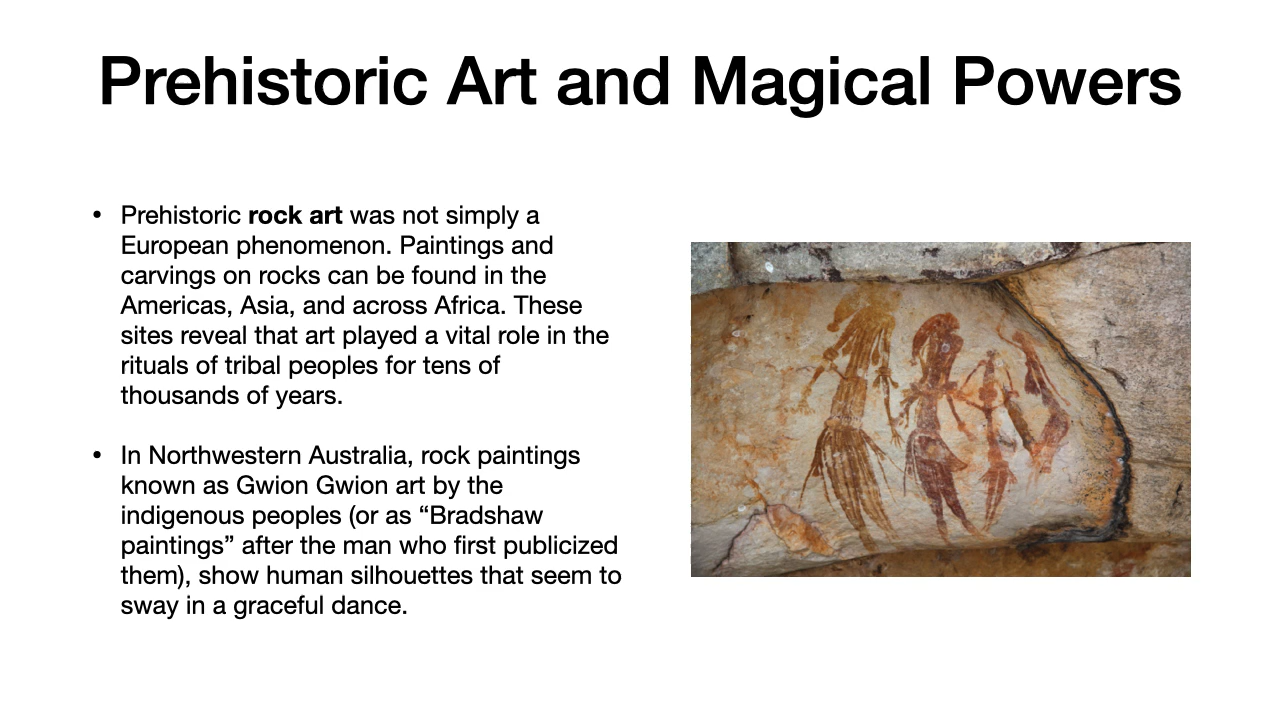 Prehistoric Art and Magical Powers
• Prehistoric rock art was not simply a
European phenomenon. Paintings and
carvings on rocks can be found in the
Americas, Asia, and across Africa. These
sites reveal that art played a vital role in the
rituals of tribal peoples for tens of
thousands of years.
• In Northwestern Australia, rock paintings
known as Gwion Gwion art by the
indigenous peoples (or as “Bradshaw
paintings” after the man who first publicized
them), show human silhouettes that seem to
sway in a graceful dance.